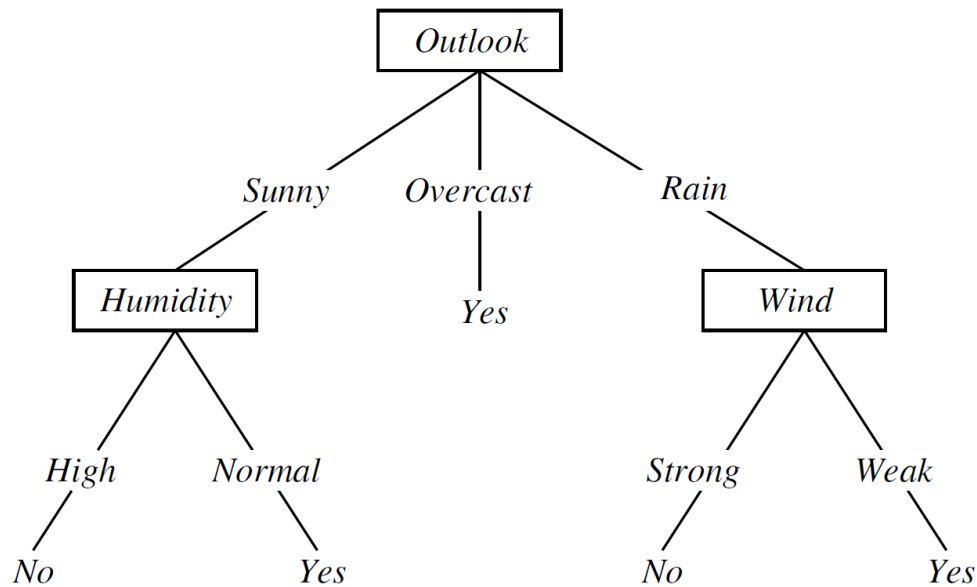 Outlook
Sunny Overcast Rain
Humidity Yes Wind
High Normal Strong Weak
No Yes No Yes